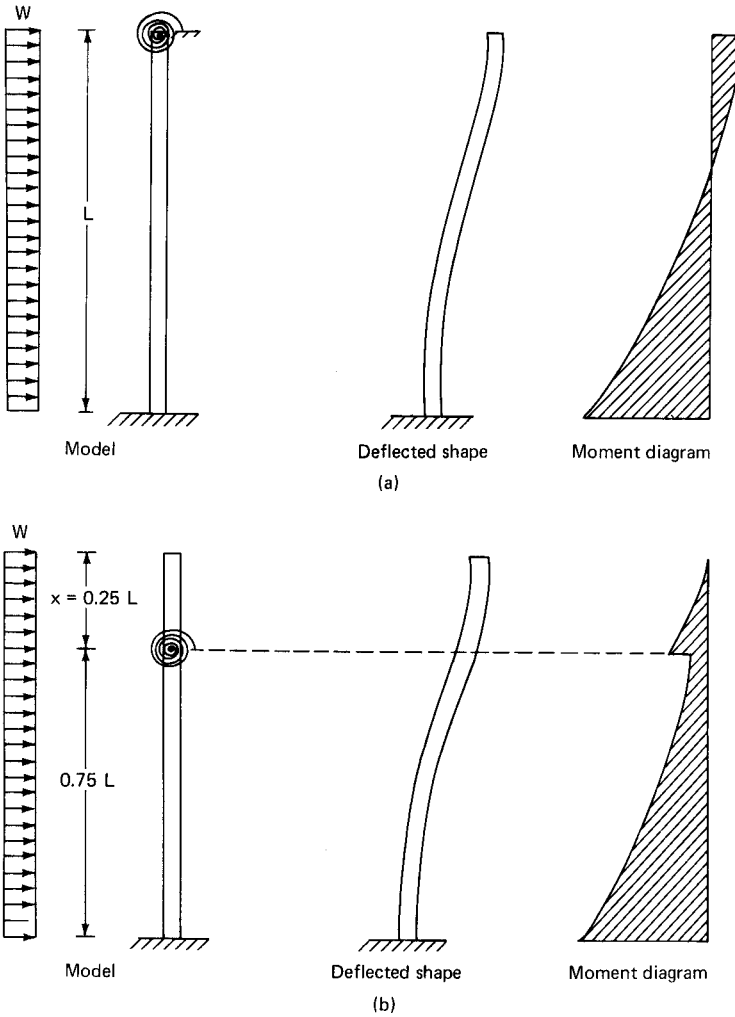 W
L
Model
Deflected shape
Moment diagram
(a)
W
x = 0.25 L
0.75 L
Model
Deflected shape
Moment diagram
(b)